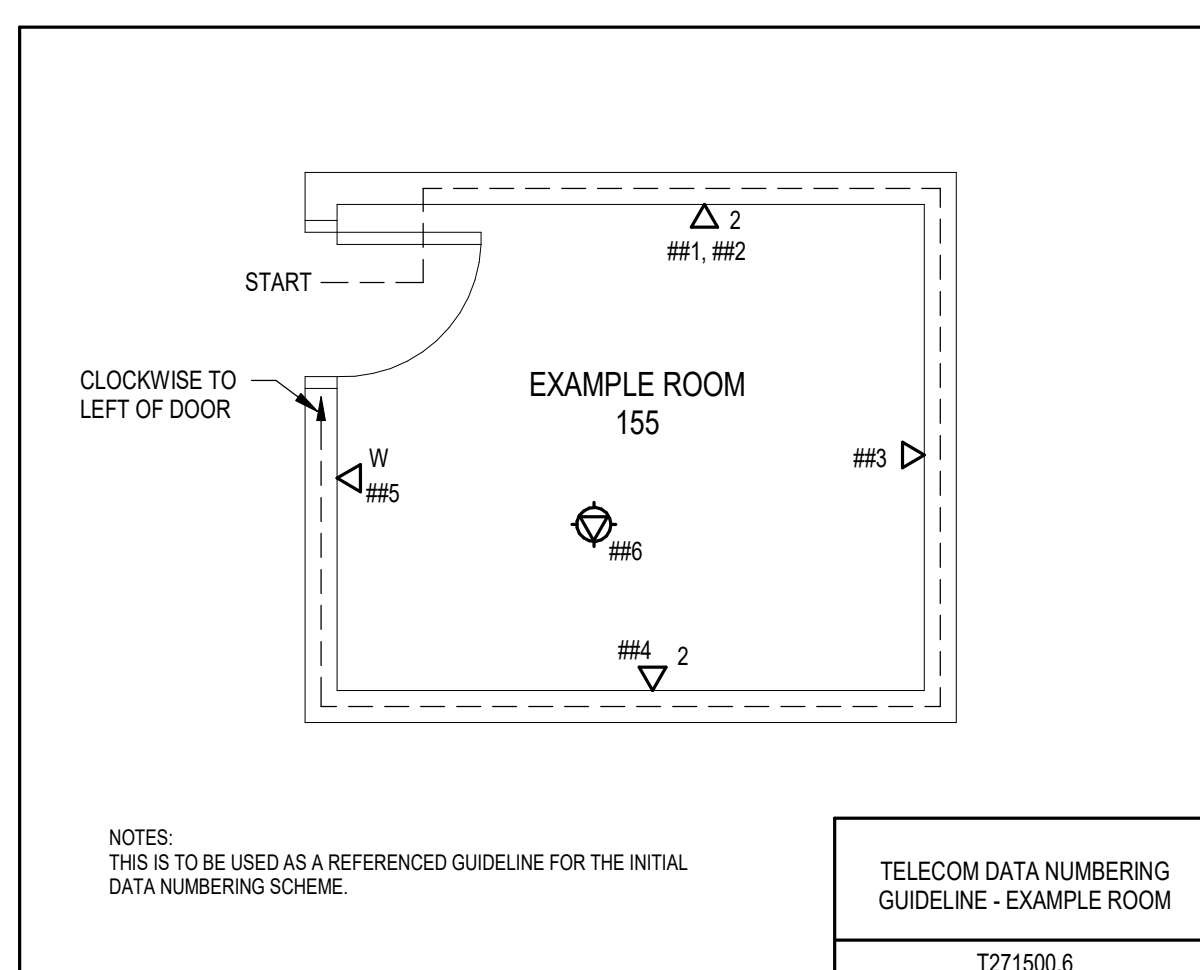 2
##1, ##2
START
CLOCKWISE TO
LEFT OF DOOR
EXAMPLE ROOM
155
##3
W
##5
##6
##4 2
NOTES:
THIS IS TO BE USED AS A REFERENCED GUIDELINE FOR THE INITIAL
DATA NUMBERING SCHEME.
TELECOM DATA NUMBERING
GUIDELINE - EXAMPLE ROOM
T271500.6